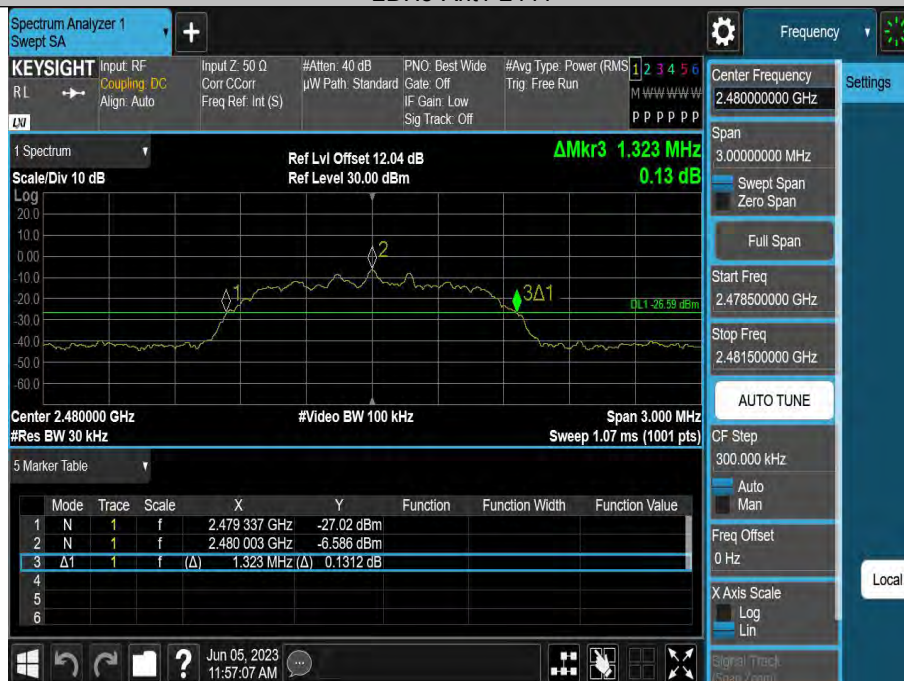 Spectrum Analyzer 1
Swept SA
Frequency
KEYSIGHT
RL
LXI
Input: RF
Coupling: DC
Align: Auto
Input Z: 50 Ω
Corr CCorr
Freq Ref: Int (S)
#Atten: 40 dB
µW Path: Standard
PNO: Best Wide
Gate: Off
IF Gain: Low
Sig Track: Off
#Avg Type: Power (RMS
Trig: Free Run
1 2 3 4 5 6
M W W W W W
P P P P P P
1 Spectrum
Scale/Div 10 dB
Ref Lvl Offset 12.04 dB
Ref Level 30.00 dBm
ΔMkr3 1.323 MHz
0.13 dB
Log
20.0
10.0
0.00
-10.0
-20.0
-30.0
-40.0
-50.0
-60.0
1
2
3Δ1
DL1 -26.59 dBm
Center 2.480000 GHz
#Video BW 100 kHz
Span 3.000 MHz
#Res BW 30 kHz
Sweep 1.07 ms (1001 pts)
5 Marker Table
Mode Trace Scale X Y Function Function Width Function Value
1 N 1 f 2.479 337 GHz -27.02 dBm
2 N 1 f 2.480 003 GHz -6.586 dBm
3 Δ1 1 f (Δ) 1.323 MHz (Δ) 0.1312 dB
4
5
6
Jun 05, 2023
11:57:07 AM
Center Frequency
2.480000000 GHz
Settings
Span
3.00000000 MHz
Swept Span
Zero Span
Full Span
Start Freq
2.478500000 GHz
Stop Freq
2.481500000 GHz
AUTO TUNE
CF Step
300.000 kHz
Auto
Man
Freq Offset
0 Hz
Local
X Axis Scale
Log
Lin
Signal Track
(Span Zoom)